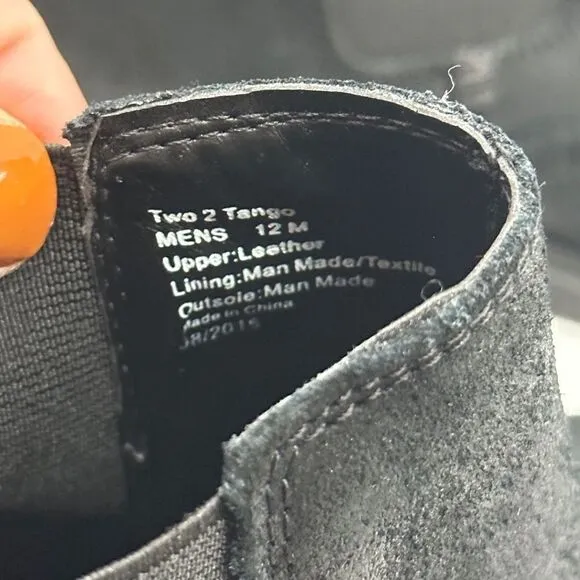 Two 2 Tango
MENS 12 M
Upper:Leather
Lining:Man Made/Textile
Outsole:Man Made
Made in China